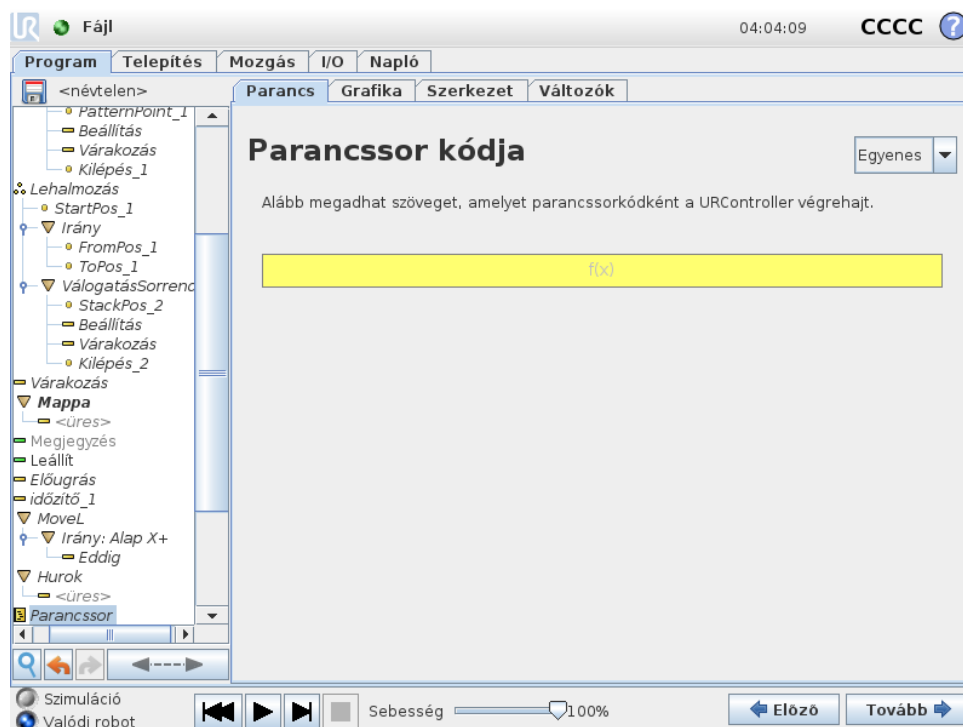 Fájl
04:04:09
CCCC
?
Program
Telepítés
Mozgás
I/O
Napló
<névtelen>
Parancs
Grafika
Szerkezet
Változók
PatternPoint_1
Beállítás
Várakozás
Kilépés_1
Lehalmozás
StartPos_1
Irány
FromPos_1
ToPos_1
VálogatásSorrend
StackPos_2
Beállítás
Várakozás
Kilépés_2
Várakozás
Mappa
<üres>
Megjegyzés
Leállít
Előugrás
időzítő_1
MoveL
Irány: Alap X+
Eddig
Hurok
<üres>
Parancssor
Parancssor kódja
Egyenes
Alább megadhat szöveget, amelyet parancssorkódként a URController végrehajt.
f(x)
Szimuláció
Valódi robot
Sebesség
100%
Előző
Tovább